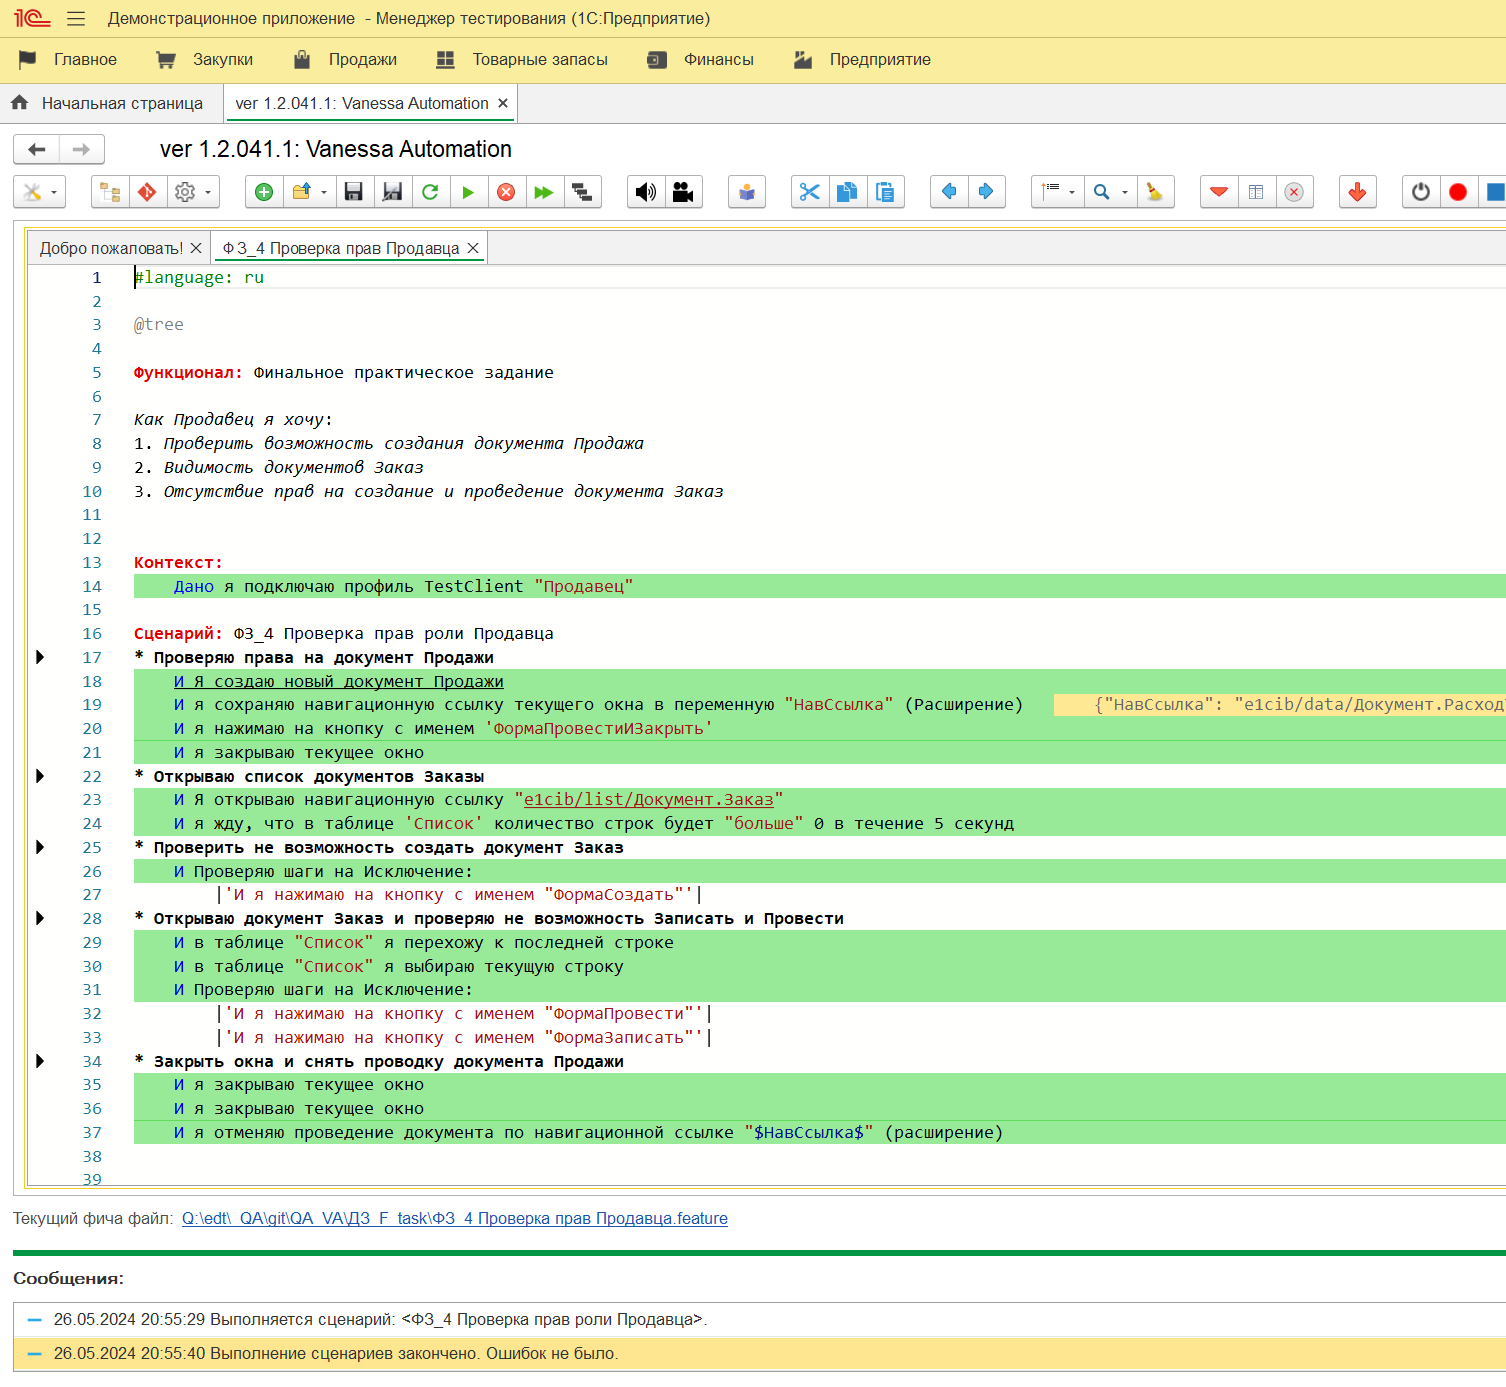 1С Демонстрационное приложение - Менеджер тестирования (1С:Предприятие)
Главное Закупки Продажи Товарные запасы Финансы Предприятие
Начальная страница ver 1.2.041.1: Vanessa Automation
ver 1.2.041.1: Vanessa Automation
Добро пожаловать! ФЗ_4 Проверка прав Продавца
1 #language: ru
2
3 @tree
4
5 Функционал: Финальное практическое задание
6
7 Как Продавец я хочу:
8 1. Проверить возможность создания документа Продажа
9 2. Видимость документов Заказ
10 3. Отсутствие прав на создание и проведение документа Заказ
11
12
13 Контекст:
14 Дано я подключаю профиль TestClient "Продавец"
15
16 Сценарий: ФЗ_4 Проверка прав роли Продавца
17 * Проверяю права на документ Продажи
18 И Я создаю новый документ Продажи
19 И я сохраняю навигационную ссылку текущего окна в переменную "НавСсылка" (Расширение) {"НавСсылка": "e1cib/data/Документ.Расход
20 И я нажимаю на кнопку с именем 'ФормаПровестиИЗакрыть'
21 И я закрываю текущее окно
22 * Открываю список документов Заказы
23 И Я открываю навигационную ссылку "e1cib/list/Документ.Заказ"
24 И я жду, что в таблице 'Список' количество строк будет "больше" 0 в течение 5 секунд
25 * Проверить не возможность создать документ Заказ
26 И Проверяю шаги на Исключение:
27 |'И я нажимаю на кнопку с именем "ФормаСоздать"'|
28 * Открываю документ Заказ и проверяю не возможность Записать и Провести
29 И в таблице "Список" я перехожу к последней строке
30 И в таблице "Список" я выбираю текущую строку
31 И Проверяю шаги на Исключение:
32 |'И я нажимаю на кнопку с именем "ФормаПровести"'|
33 |'И я нажимаю на кнопку с именем "ФормаЗаписать"'|
34 * Закрыть окна и снять проводку документа Продажи
35 И я закрываю текущее окно
36 И я закрываю текущее окно
37 И я отменяю проведение документа по навигационной ссылке "$НавСсылка$" (расширение)
38
39
Текущий фича файл: Q:\edt\_QA\git\QA_VA\ДЗ_F_task\ФЗ_4 Проверка прав Продавца.feature
Сообщения:
26.05.2024 20:55:29 Выполняется сценарий: <ФЗ_4 Проверка прав роли Продавца>.
26.05.2024 20:55:40 Выполнение сценариев закончено. Ошибок не было.